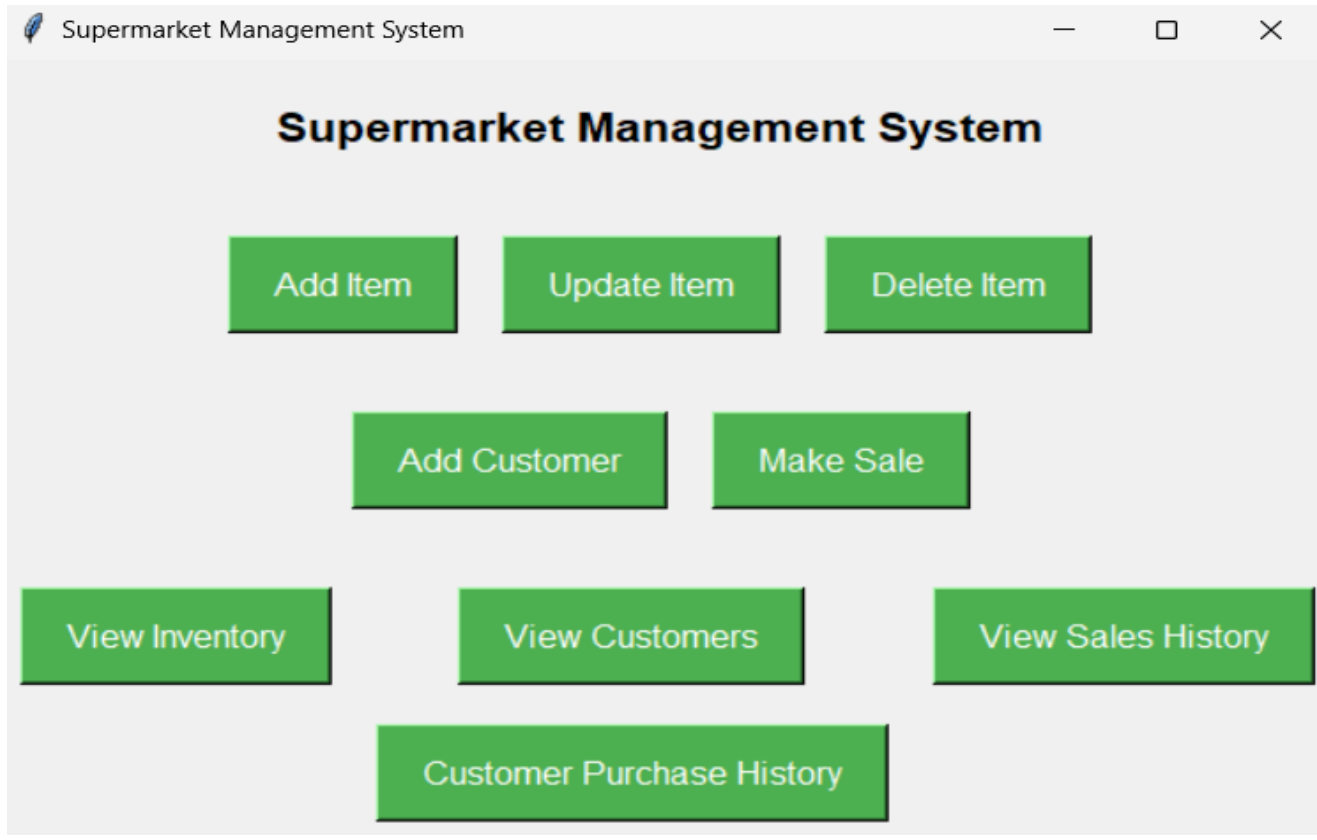 Supermarket Management System
Supermarket Management System
Add Item Update Item Delete Item
Add Customer Make Sale
View Inventory View Customers View Sales History
Customer Purchase History